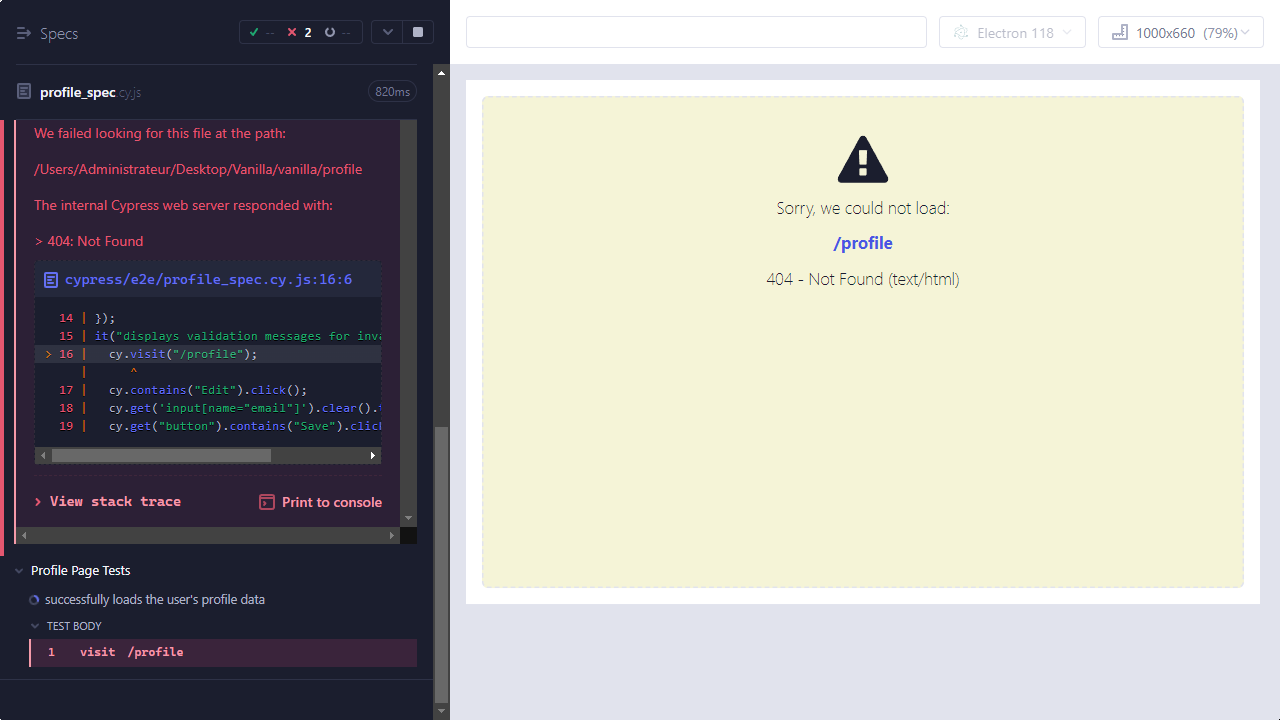 Specs
-- 2 --
Electron 118
1000x660 (79%)
profile_spec.cy.js
820ms
We failed looking for this file at the path:
/Users/Administrateur/Desktop/Vanilla/vanilla/profile
The internal Cypress web server responded with:
> 404: Not Found
cypress/e2e/profile_spec.cy.js:16:6
14 | });
15 | it("displays validation messages for inva
> 16 | cy.visit("/profile");
| ^
17 | cy.contains("Edit").click();
18 | cy.get('input[name="email"]').clear().
19 | cy.get("button").contains("Save").clic
> View stack trace
Print to console
Profile Page Tests
successfully loads the user's profile data
TEST BODY
1 visit /profile
Sorry, we could not load:
/profile
404 - Not Found (text/html)